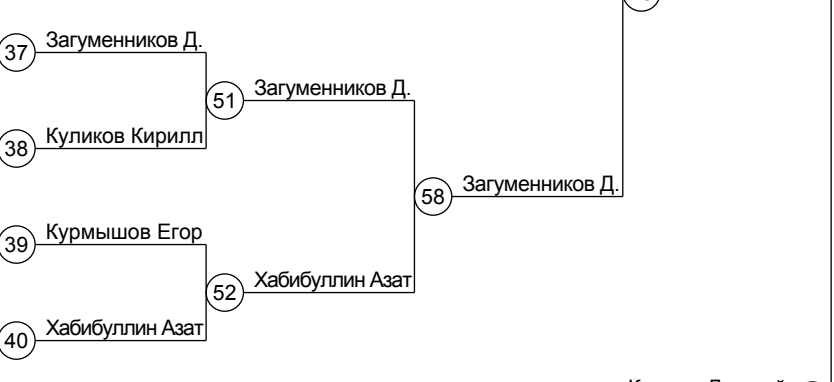 37 Загуменников Д.
51 Загуменников Д.
38 Куликов Кирилл
58 Загуменников Д.
39 Курмышов Егор
52 Хабибуллин Азат
40 Хабибуллин Азат